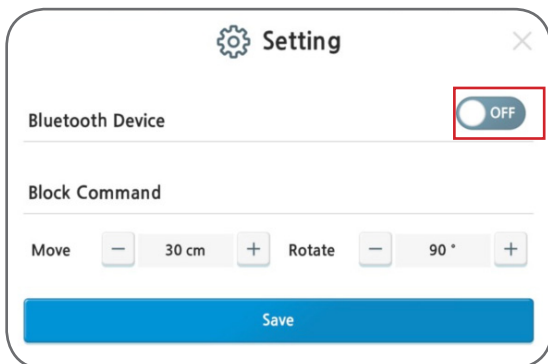 Setting
Bluetooth Device OFF
Block Command
Move − 30 cm + Rotate − 90 ° +
Save